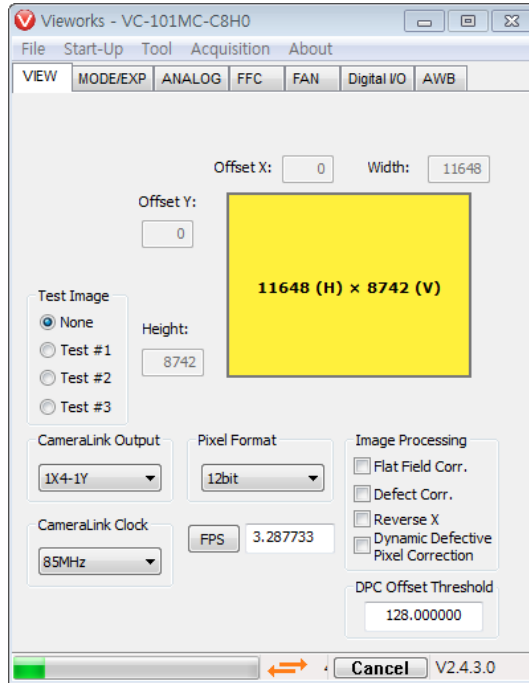 Vieworks - VC-101MC-C8H0
File Start-Up Tool Acquisition About
VIEW MODE/EXP ANALOG FFC FAN Digital I/O AWB
Offset X: 0 Width: 11648
Offset Y:
0
11648 (H) × 8742 (V)
Test Image
None
Test #1
Test #2
Test #3
Height:
8742
CameraLink Output
1X4-1Y
Pixel Format
12bit
Image Processing
Flat Field Corr.
Defect Corr.
Reverse X
Dynamic Defective
Pixel Correction
CameraLink Clock
85MHz
FPS 3.287733
DPC Offset Threshold
128.000000
Cancel V2.4.3.0